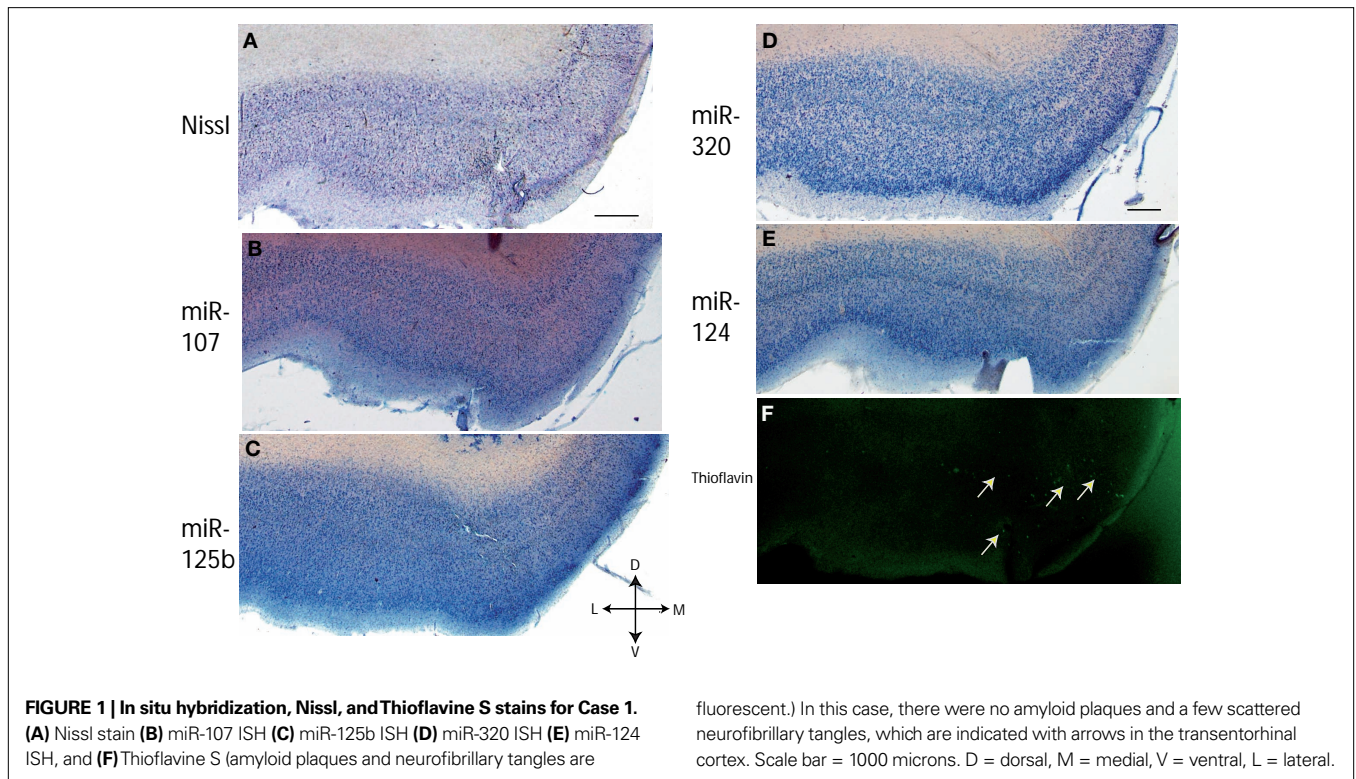 A
Nissl
B
miR-
107
C
miR-
125b
D
L M
V
D
miR-
320
E
miR-
124
F
Thioflavin
FIGURE 1 | In situ hybridization, Nissl, and Thioflavine S stains for Case 1.
(A) Nissl stain (B) miR-107 ISH (C) miR-125b ISH (D) miR-320 ISH (E) miR-124
ISH, and (F) Thioflavine S (amyloid plaques and neurofibrillary tangles are
fluorescent.) In this case, there were no amyloid plaques and a few scattered
neurofibrillary tangles, which are indicated with arrows in the transentorhinal
cortex. Scale bar = 1000 microns. D = dorsal, M = medial, V = ventral, L = lateral.